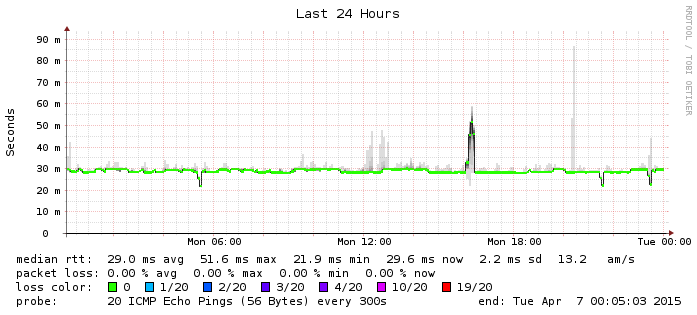 Last 24 Hours
RRDTOOL / TOBI OETIKER
Seconds
90 m
80 m
70 m
60 m
50 m
40 m
30 m
20 m
10 m
0
Mon 06:00 Mon 12:00 Mon 18:00 Tue 00:00
median rtt: 29.0 ms avg 51.6 ms max 21.9 ms min 29.6 ms now 2.2 ms sd 13.2 am/s
packet loss: 0.00 % avg 0.00 % max 0.00 % min 0.00 % now
loss color: 0 1/20 2/20 3/20 4/20 10/20 19/20
probe: 20 ICMP Echo Pings (56 Bytes) every 300s end: Tue Apr 7 00:05:03 2015